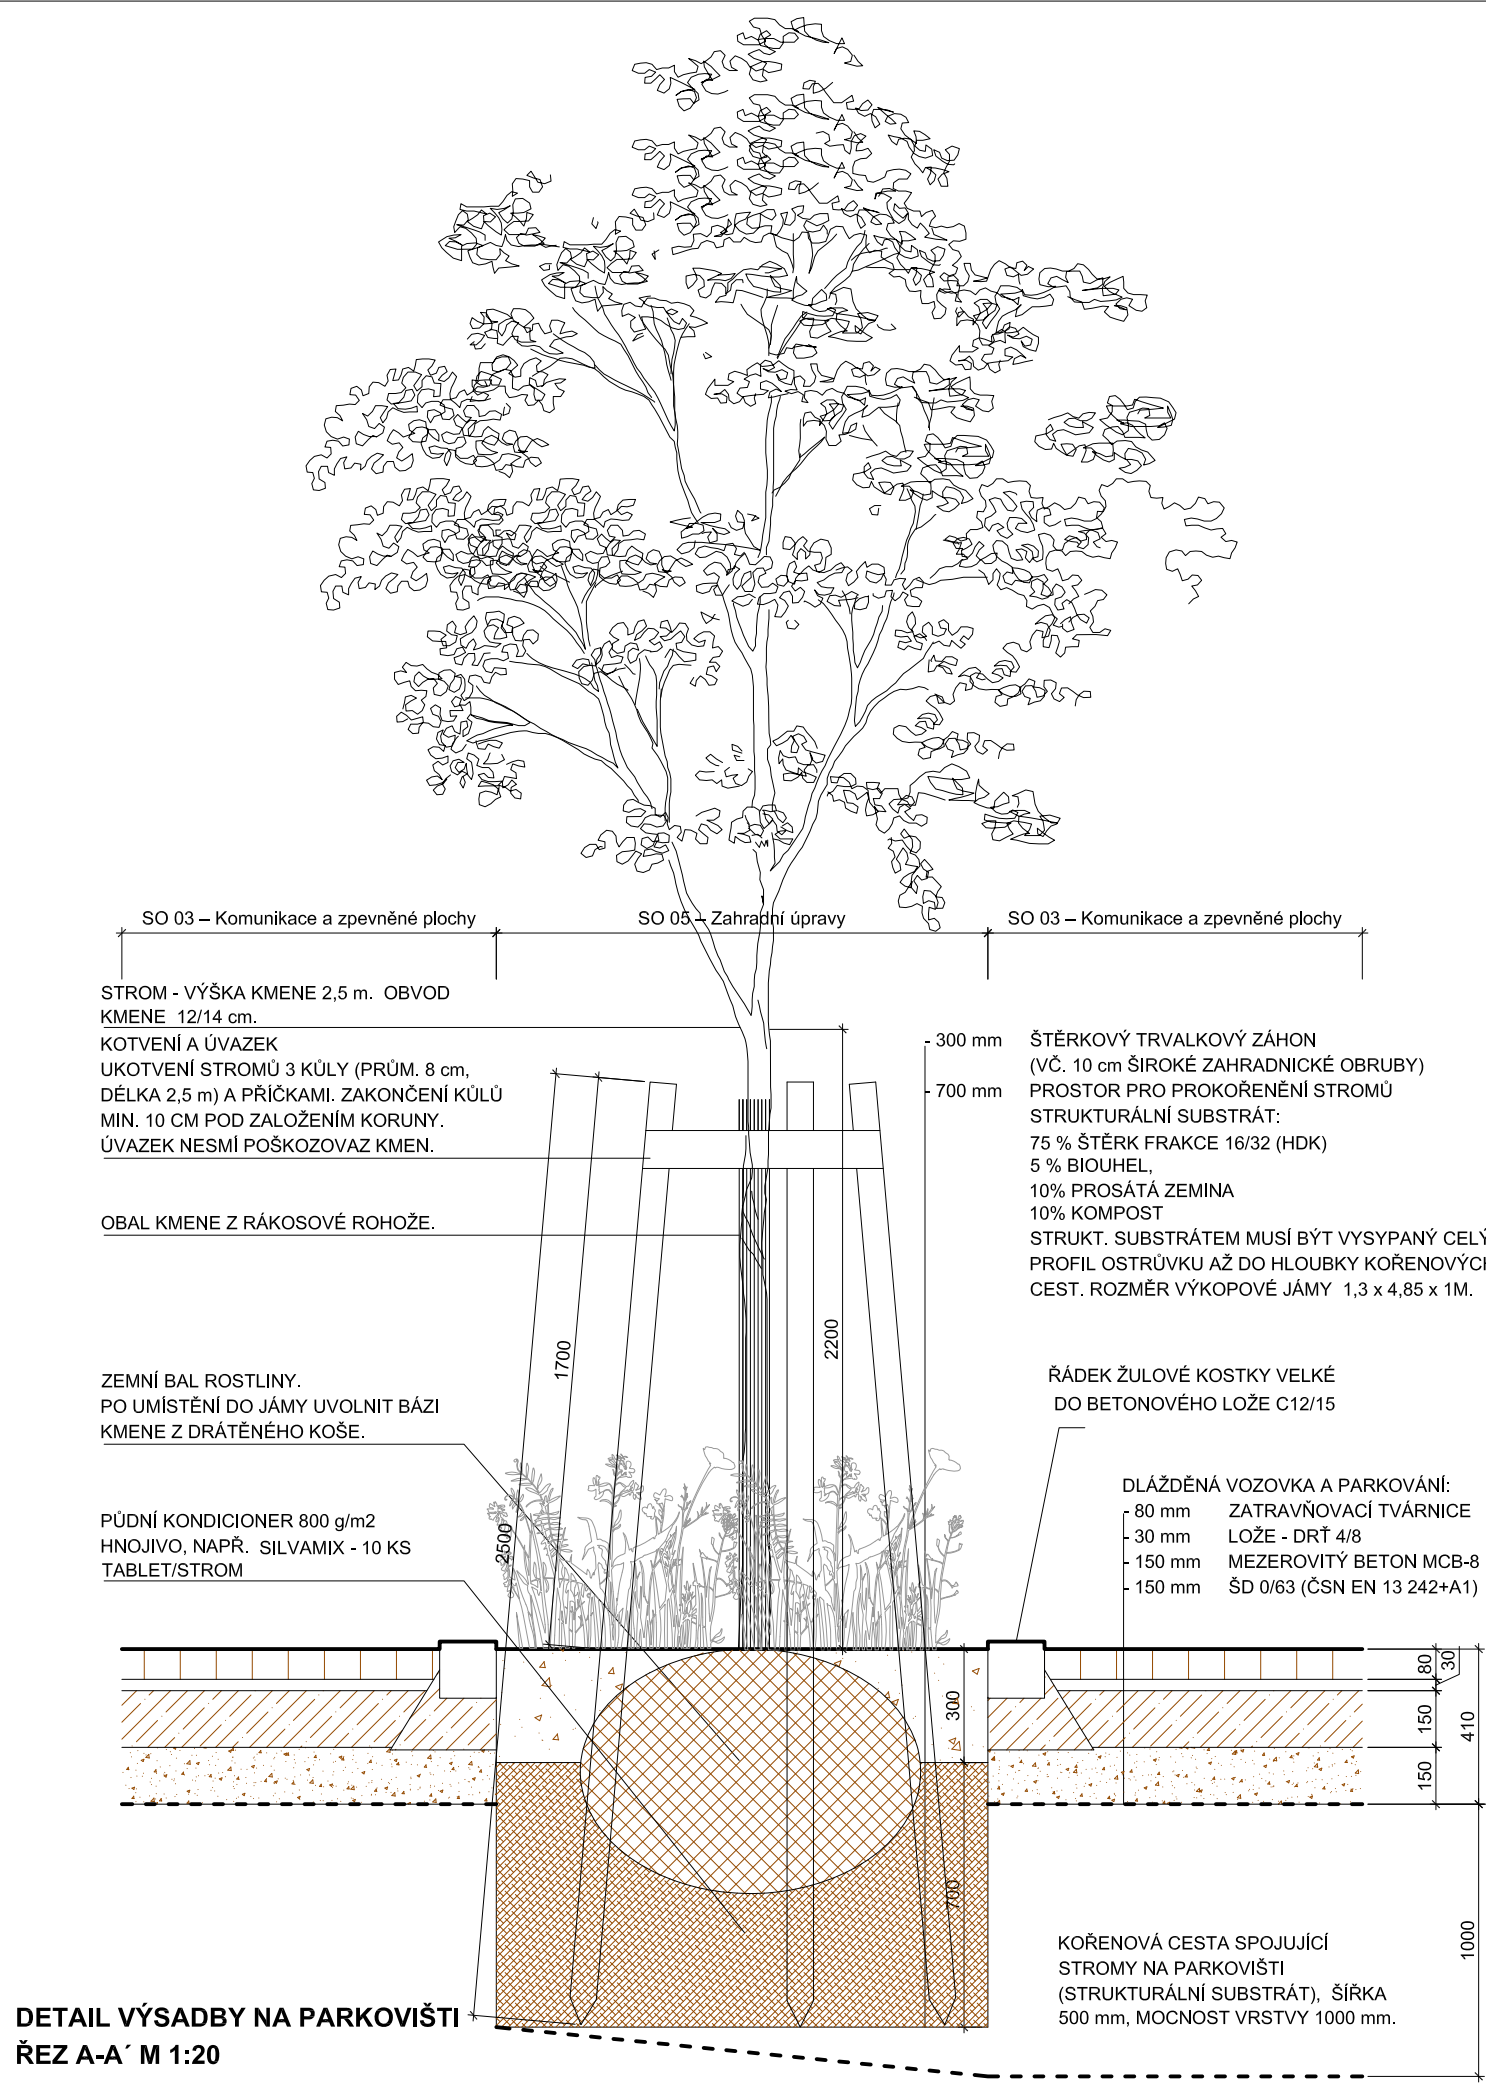 SO 03 – Komunikace a zpevněné plochy
SO 05 – Zahradní úpravy
SO 03 – Komunikace a zpevněné plochy
STROM - VÝŠKA KMENE 2,5 m. OBVOD
KMENE 12/14 cm.
KOTVENÍ A ÚVAZEK
UKOTVENÍ STROMŮ 3 KŮLY (PRŮM. 8 cm,
DÉLKA 2,5 m) A PŘÍČKAMI. ZAKONČENÍ KŮLŮ
MIN. 10 CM POD ZALOŽENÍM KORUNY.
ÚVAZEK NESMÍ POŠKOZOVAZ KMEN.
OBAL KMENE Z RÁKOSOVÉ ROHOŽE.
ZEMNÍ BAL ROSTLINY.
PO UMÍSTĚNÍ DO JÁMY UVOLNIT BÁZI
KMENE Z DRÁTĚNÉHO KOŠE.
PŮDNÍ KONDICIONER 800 g/m2
HNOJIVO, NAPŘ. SILVAMIX - 10 KS
TABLET/STROM
1700
2500
2200
- 300 mm ŠTĚRKOVÝ TRVALKOVÝ ZÁHON
(VČ. 10 cm ŠIROKÉ ZAHRADNICKÉ OBRUBY)
- 700 mm PROSTOR PRO PROKOŘENĚNÍ STROMŮ
STRUKTURÁLNÍ SUBSTRÁT:
75 % ŠTĚRK FRAKCE 16/32 (HDK)
5 % BIOUHEL,
10% PROSÁTÁ ZEMINA
10% KOMPOST
STRUKT. SUBSTRÁTEM MUSÍ BÝT VYSYPANÝ CELÝ
PROFIL OSTRŮVKU AŽ DO HLOUBKY KOŘENOVÝCH
CEST. ROZMĚR VÝKOPOVÉ JÁMY 1,3 x 4,85 x 1M.
ŘÁDEK ŽULOVÉ KOSTKY VELKÉ
DO BETONOVÉHO LOŽE C12/15
DLÁŽDĚNÁ VOZOVKA A PARKOVÁNÍ:
- 80 mm ZATRAVŇOVACÍ TVÁRNICE
- 30 mm LOŽE - DRŤ 4/8
- 150 mm MEZEROVITÝ BETON MCB-8
- 150 mm ŠD 0/63 (ČSN EN 13 242+A1)
300
700
80
30
150
150
410
1000
KOŘENOVÁ CESTA SPOJUJÍCÍ
STROMY NA PARKOVIŠTI
(STRUKTURÁLNÍ SUBSTRÁT), ŠÍŘKA
500 mm, MOCNOST VRSTVY 1000 mm.
DETAIL VÝSADBY NA PARKOVIŠTI
ŘEZ A-A´ M 1:20